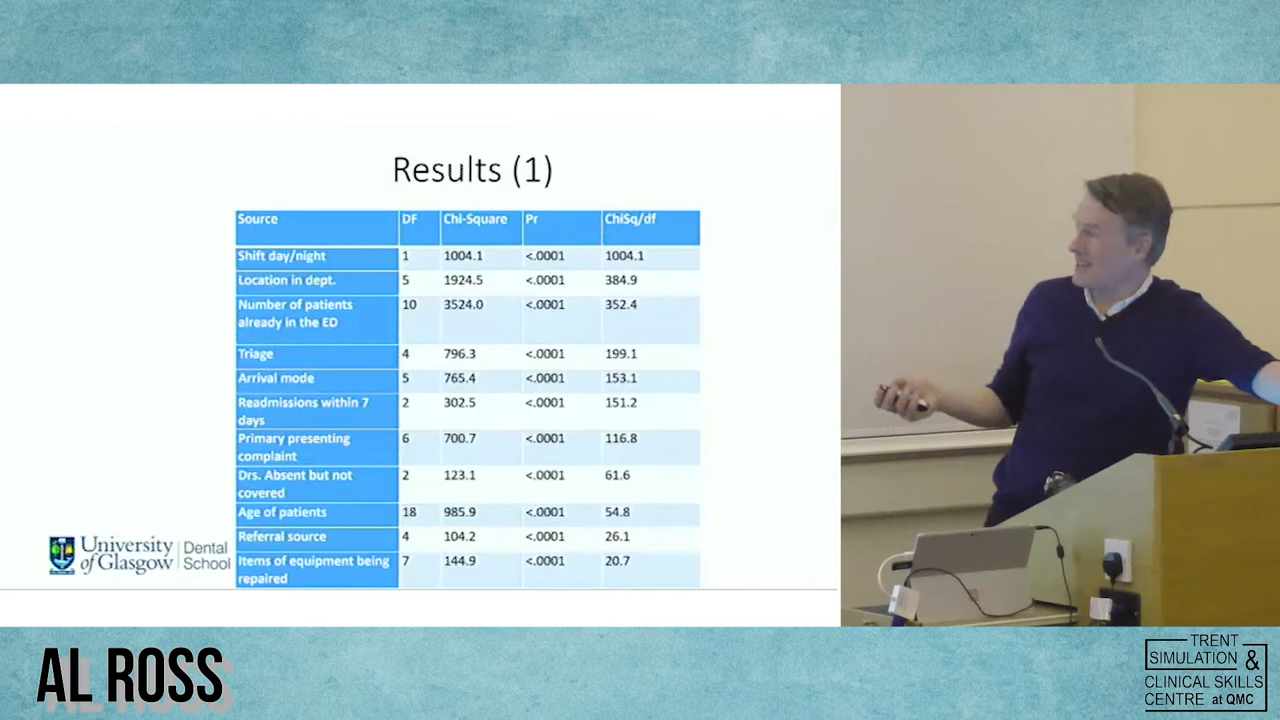 Results (1)
Source DF Chi-Square Pr ChiSq/df
Shift day/night 1 1004.1 <.0001 1004.1
Location in dept. 5 1924.5 <.0001 384.9
Number of patients
already in the ED 10 3524.0 <.0001 352.4
Triage 4 796.3 <.0001 199.1
Arrival mode 5 765.4 <.0001 153.1
Readmissions within 7
days 2 302.5 <.0001 151.2
Primary presenting
complaint 6 700.7 <.0001 116.8
Drs. Absent but not
covered 2 123.1 <.0001 61.6
Age of patients 18 985.9 <.0001 54.8
Referral source 4 104.2 <.0001 26.1
Items of equipment being
repaired 7 144.9 <.0001 20.7
University
of Glasgow
Dental
School
AL ROSS
TRENT
SIMULATION &
CLINICAL SKILLS
CENTRE at QMC